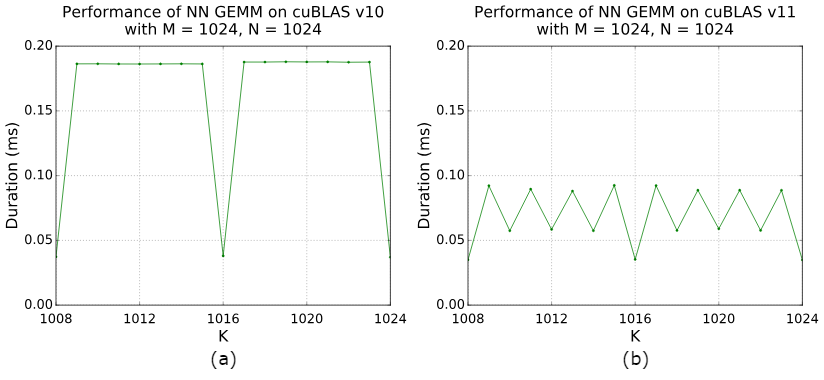 Performance of NN GEMM on cuBLAS v10
with M = 1024, N = 1024
0.20
0.15
0.10
0.05
0.00
Duration (ms)
1008
1012
1016
1020
1024
K
(a)
Performance of NN GEMM on cuBLAS v11
with M = 1024, N = 1024
0.20
0.15
0.10
0.05
0.00
Duration (ms)
1008
1012
1016
1020
1024
K
(b)